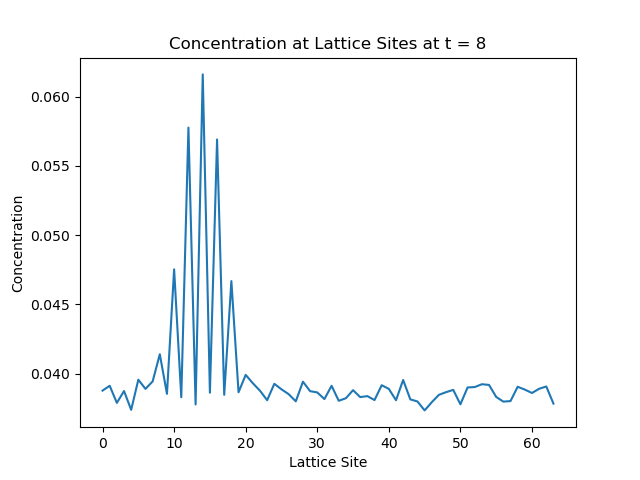 Concentration at Lattice Sites at t = 8
0.060
0.055
0.050
0.045
0.040
Concentration
0 10 20 30 40 50 60
Lattice Site